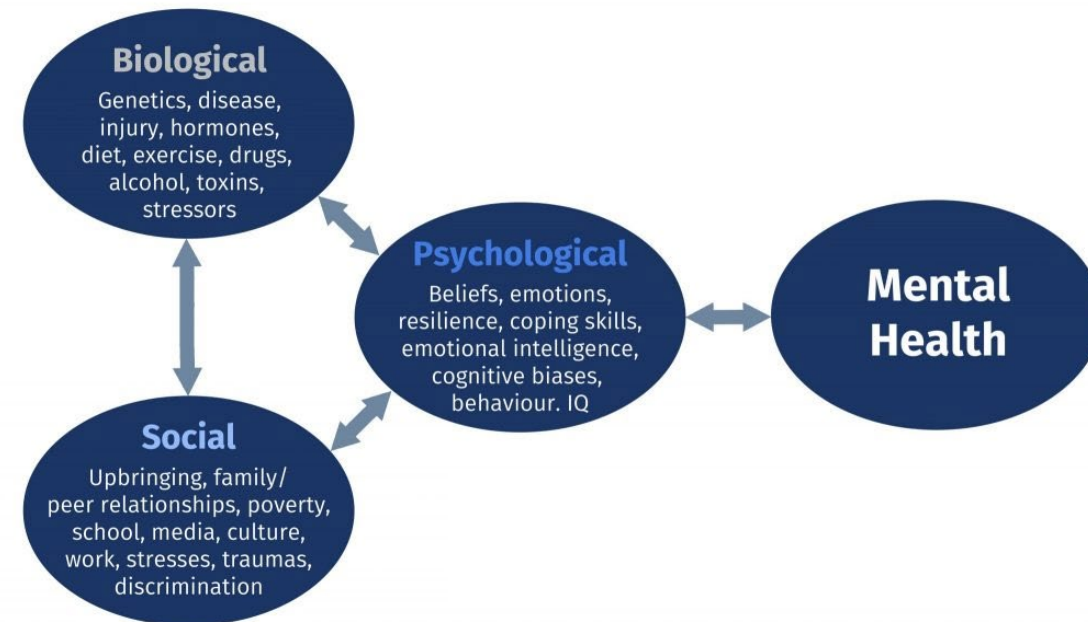 Biological
Genetics, disease,
injury, hormones,
diet, exercise, drugs,
alcohol, toxins,
stressors
Psychological
Beliefs, emotions,
resilience, coping skills,
emotional intelligence,
cognitive biases,
behaviour. IQ
Mental
Health
Social
Upbringing, family/
peer relationships, poverty,
school, media, culture,
work, stresses, traumas,
discrimination